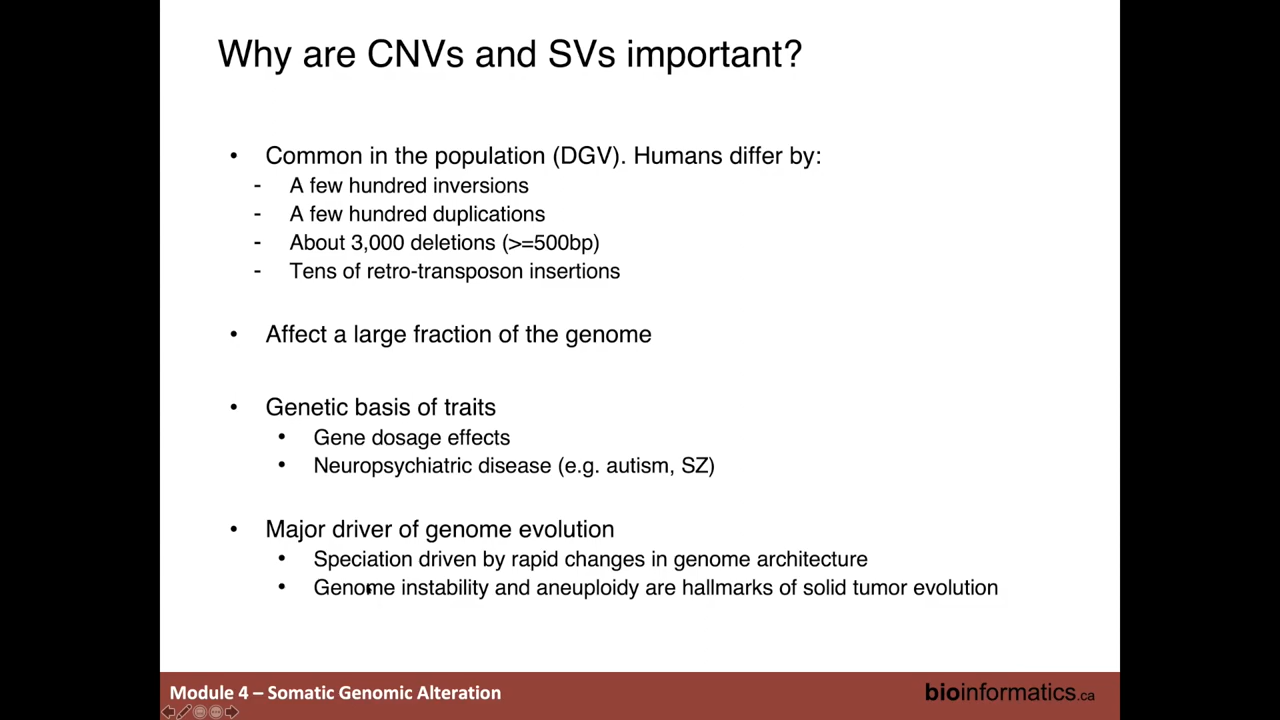 Why are CNVs and SVs important?
• Common in the population (DGV). Humans differ by:
- A few hundred inversions
- A few hundred duplications
- About 3,000 deletions (>=500bp)
- Tens of retro-transposon insertions
• Affect a large fraction of the genome
• Genetic basis of traits
• Gene dosage effects
• Neuropsychiatric disease (e.g. autism, SZ)
• Major driver of genome evolution
• Speciation driven by rapid changes in genome architecture
• Genome instability and aneuploidy are hallmarks of solid tumor evolution
Module 4 – Somatic Genomic Alteration
bioinformatics.ca